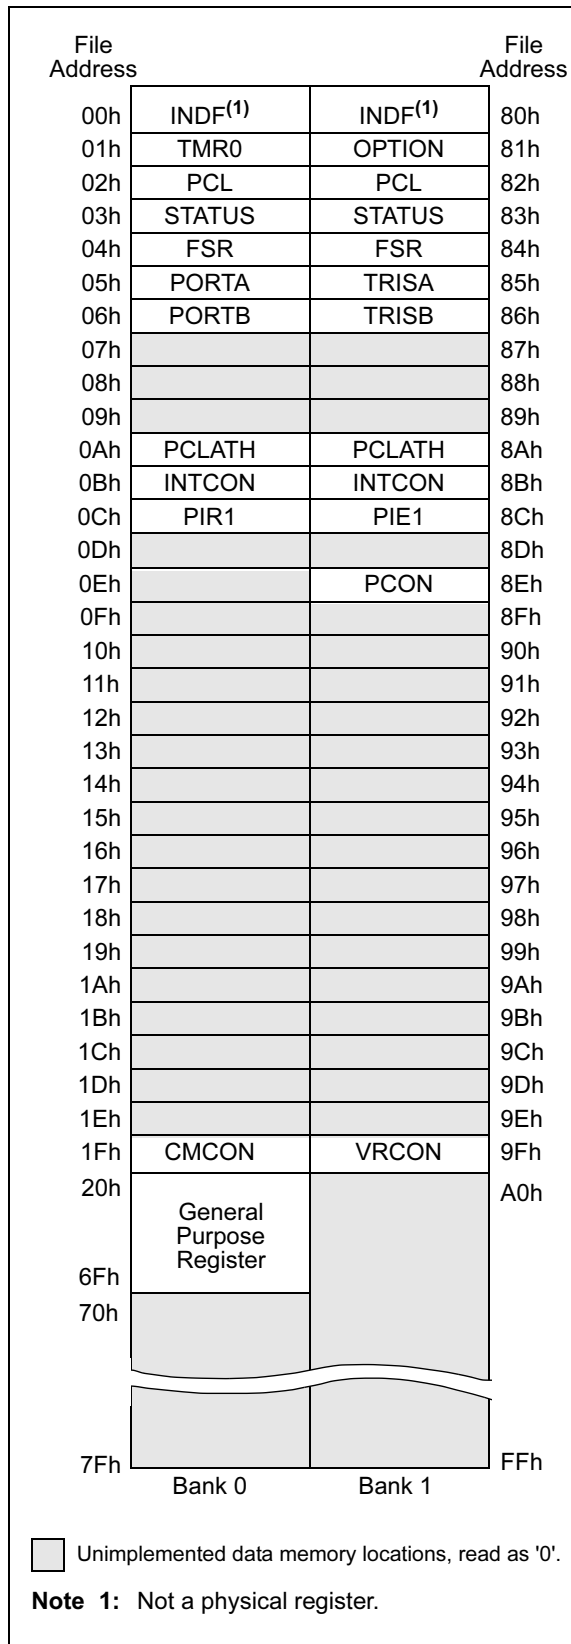 File Address File Address
00h INDF(1) INDF(1) 80h
01h TMR0 OPTION 81h
02h PCL PCL 82h
03h STATUS STATUS 83h
04h FSR FSR 84h
05h PORTA TRISA 85h
06h PORTB TRISB 86h
07h 87h
08h 88h
09h 89h
0Ah PCLATH PCLATH 8Ah
0Bh INTCON INTCON 8Bh
0Ch PIR1 PIE1 8Ch
0Dh 8Dh
0Eh PCON 8Eh
0Fh 8Fh
10h 90h
11h 91h
12h 92h
13h 93h
14h 94h
15h 95h
16h 96h
17h 97h
18h 98h
19h 99h
1Ah 9Ah
1Bh 9Bh
1Ch 9Ch
1Dh 9Dh
1Eh 9Eh
1Fh CMCON VRCON 9Fh
20h A0h
General
Purpose
Register
6Fh
70h
7Fh FFh
Bank 0 Bank 1
Unimplemented data memory locations, read as '0'.
Note 1: Not a physical register.